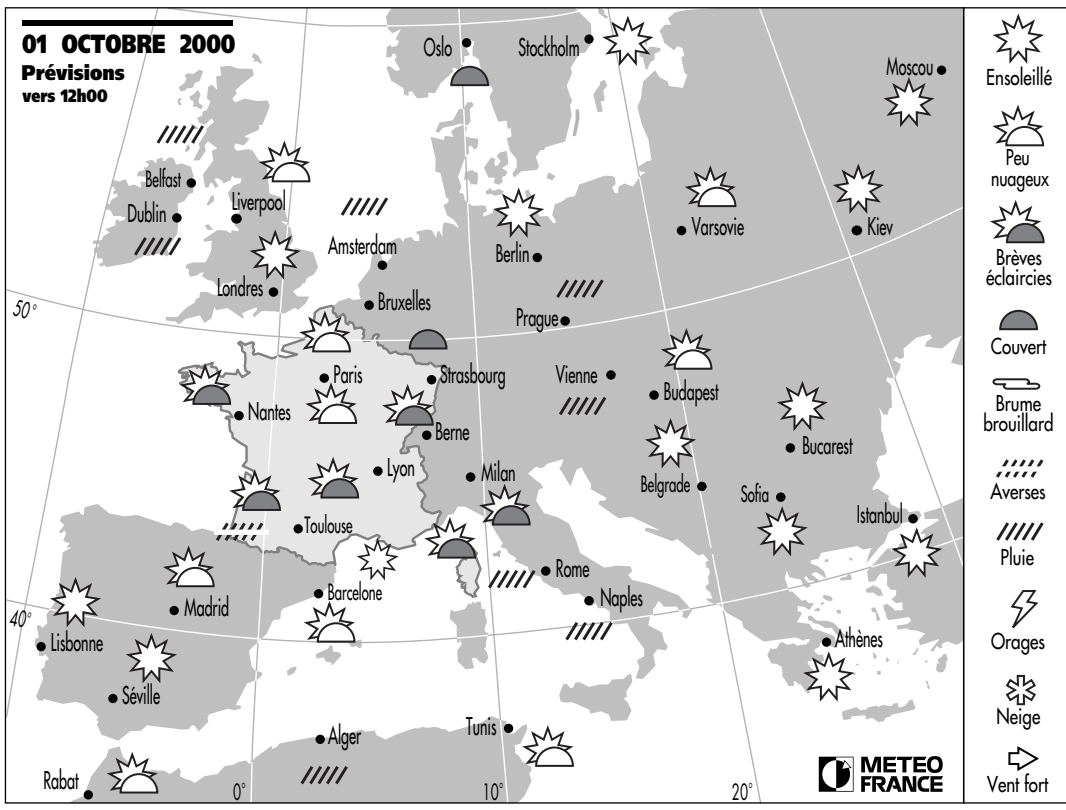 01 OCTOBRE 2000
Prévisions
vers 12h00
Oslo
Stockholm
Moscou
Belfast
Dublin
Liverpool
Londres
Amsterdam
Bruxelles
Berlin
Varsovie
Kiev
Prague
50°
Paris
Strasbourg
Vienne
Budapest
Nantes
Berne
Bucarest
Lyon
Milan
Belgrade
Sofia
Istanbul
Toulouse
Rome
Naples
Barcelone
Madrid
40°
Lisbonne
Séville
Athènes
Alger
Tunis
Rabat
0°
10°
20°
METEO
FRANCE
Ensoleillé
Peu
nuageux
Brèves
éclaircies
Couvert
Brume
brouillard
Averses
Pluie
Orages
Neige
Vent fort